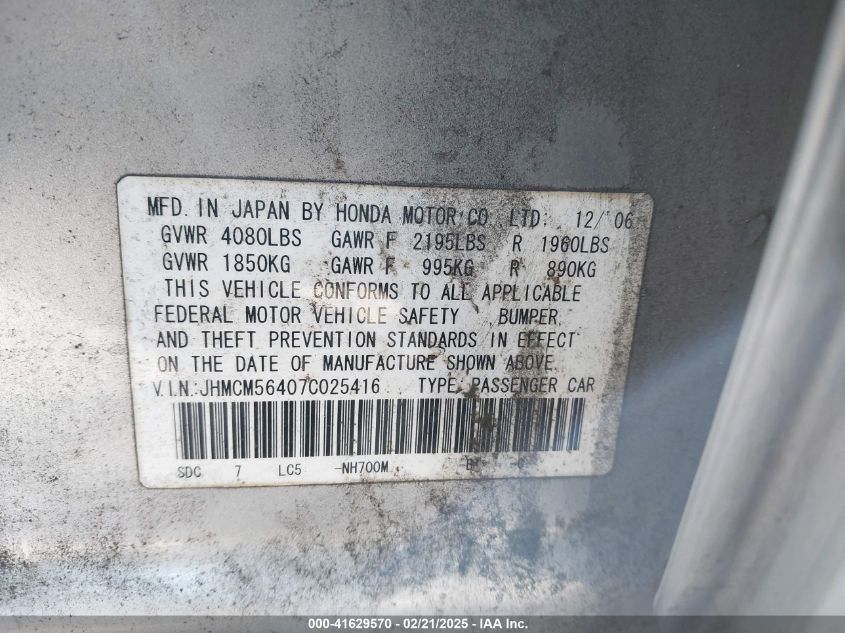 MFD. IN JAPAN BY HONDA MOTOR CO., LTD. 12/'06
GVWR 4080LBS GAWR F 2195LBS R 1960LBS
GVWR 1850KG GAWR F 995KG R 890KG
THIS VEHICLE CONFORMS TO ALL APPLICABLE
FEDERAL MOTOR VEHICLE SAFETY , BUMPER,
AND THEFT PREVENTION STANDARDS IN EFFECT
ON THE DATE OF MANUFACTURE SHOWN ABOVE.
V.I.N.:JHMCM56407C025416 TYPE: PASSENGER CAR
SDC 7 LC5 -NH700M
000-41629570 / 02/21/2025 - IAA Inc.